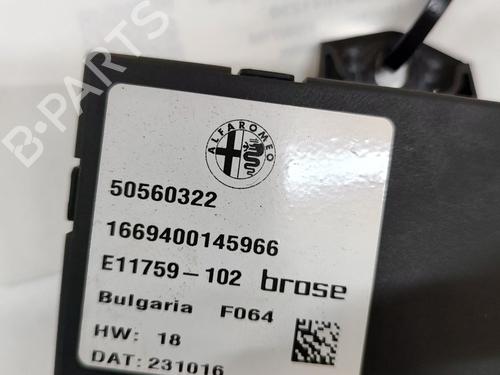 B-PARTS
ALFA ROMEO
50560322
1669400145966
E11759-102 brose
Bulgaria F064
HW: 18
DAT: 231016